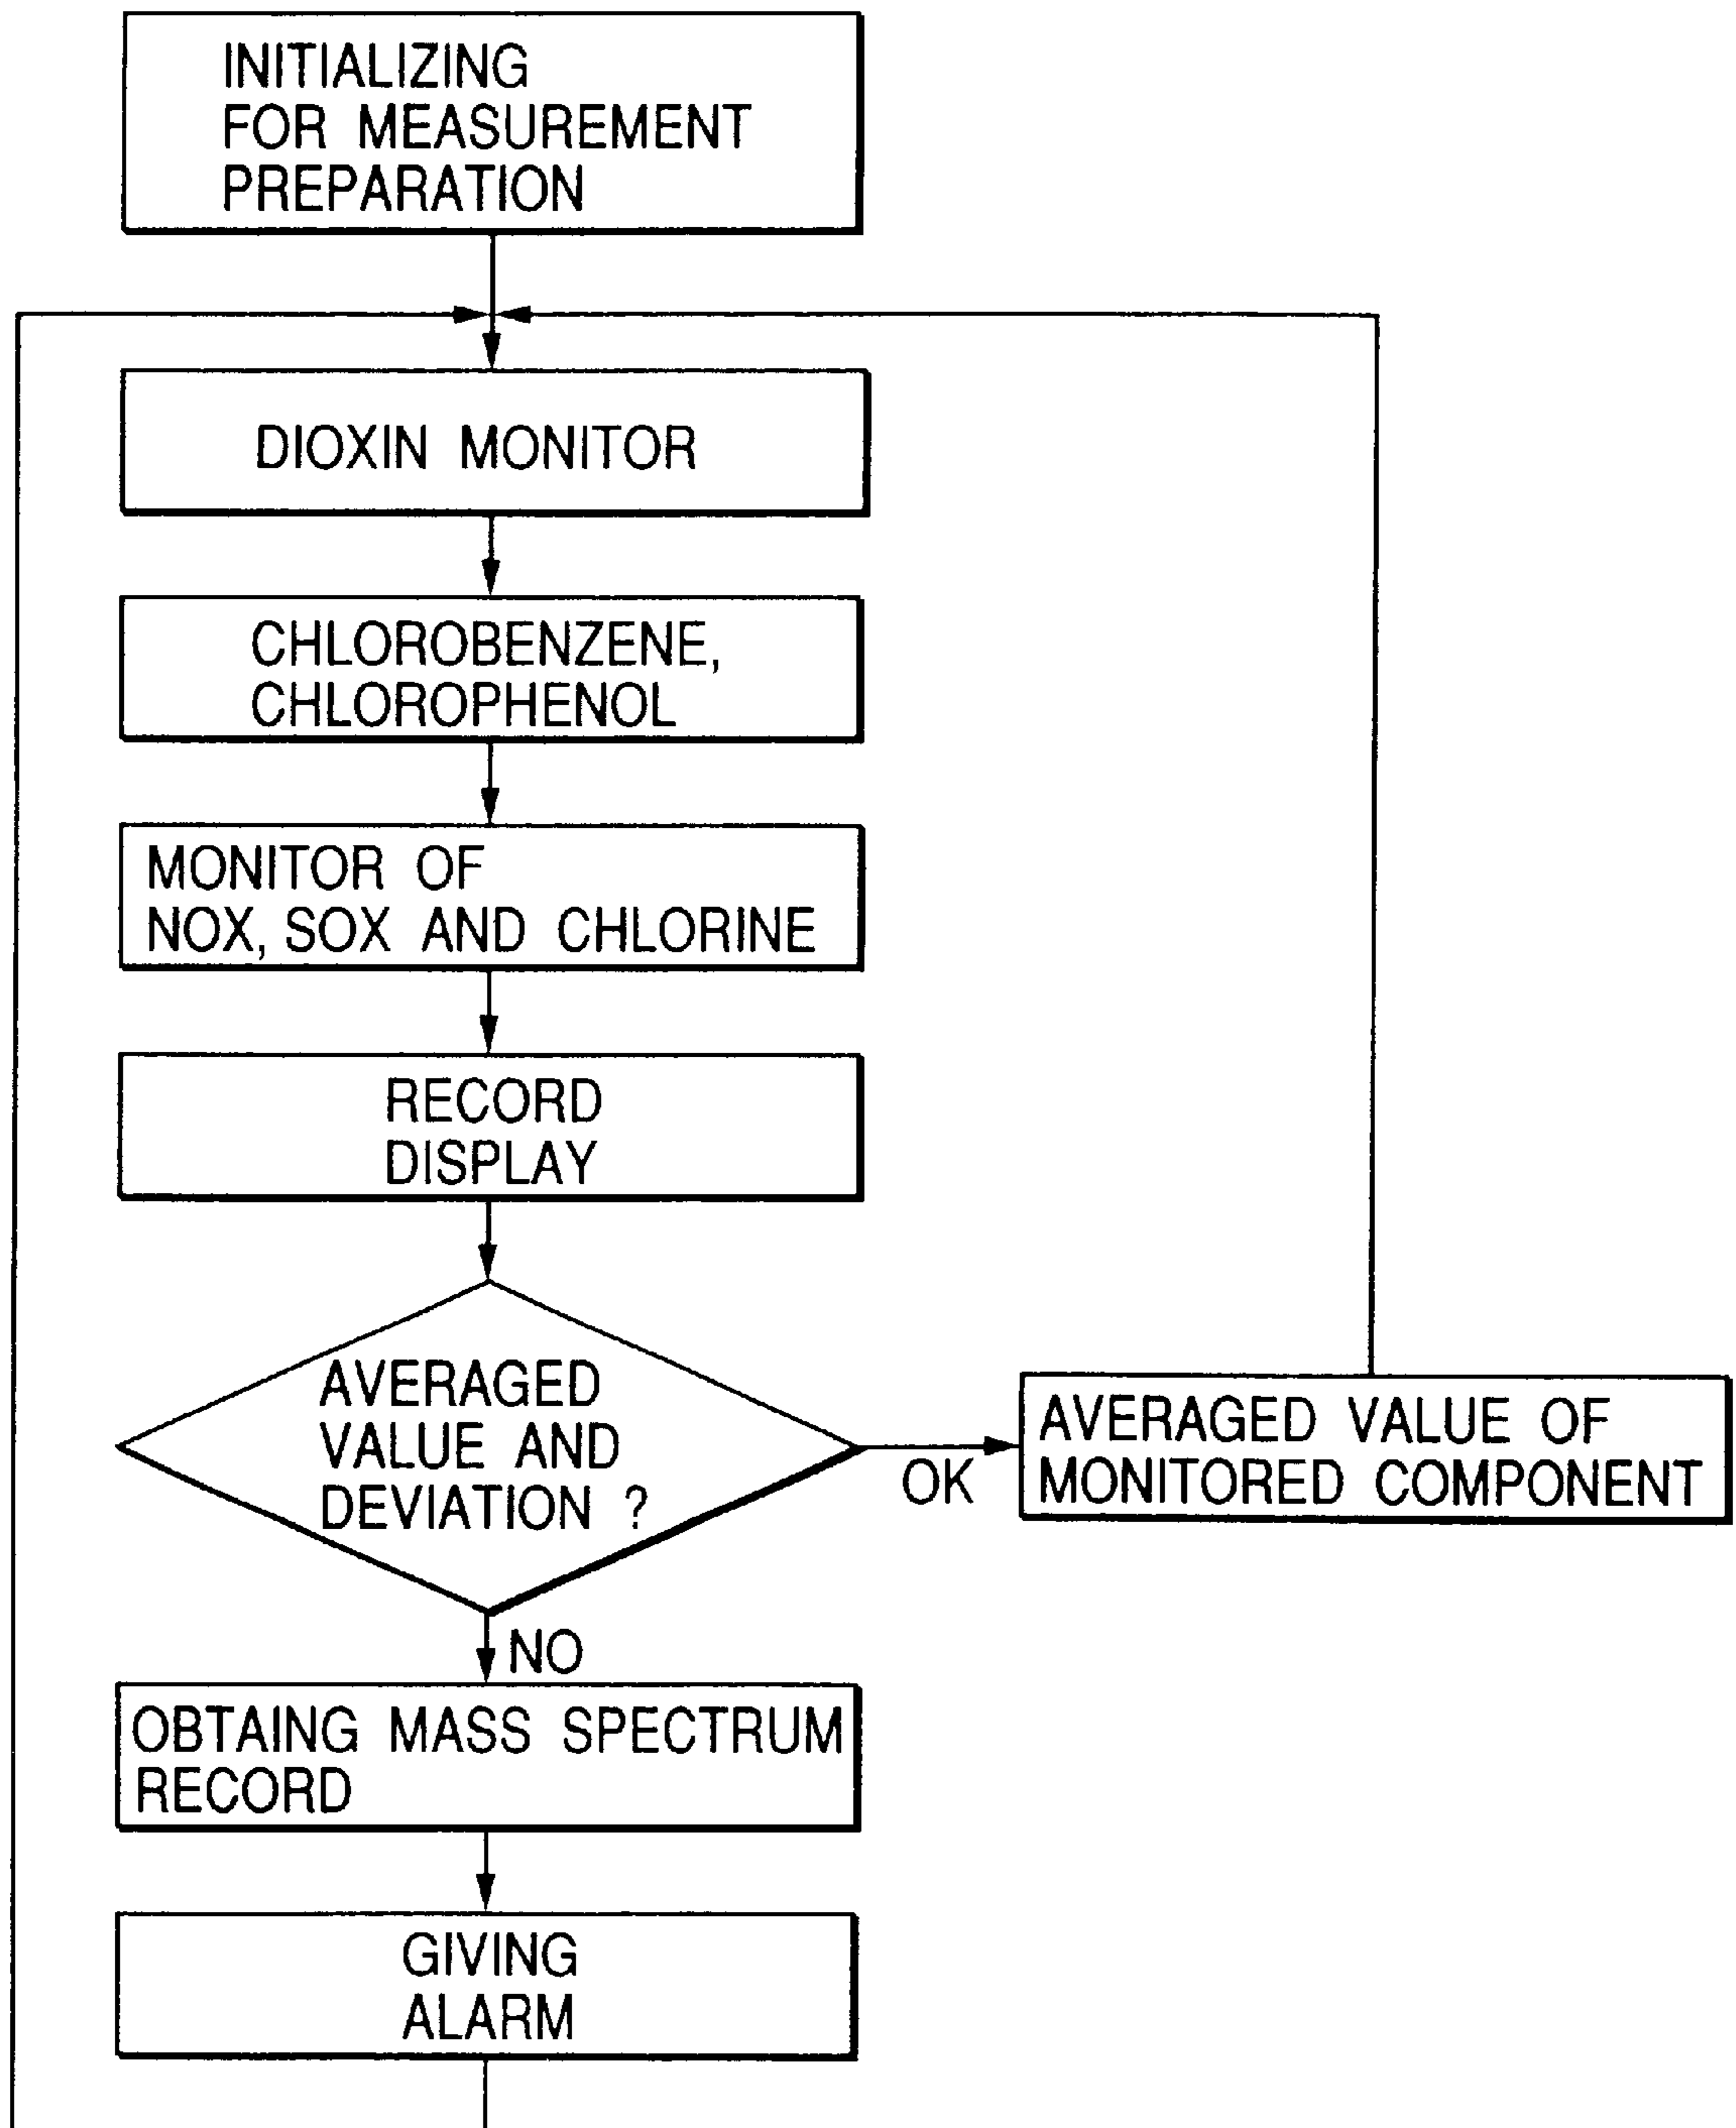 INITIALIZING
FOR MEASUREMENT
PREPARATION
DIOXIN MONITOR
CHLOROBENZENE,
CHLOROPHENOL
MONITOR OF
NOX, SOX AND CHLORINE
RECORD
DISPLAY
AVERAGED
VALUE AND
DEVIATION ?
OK
AVERAGED VALUE OF
MONITORED COMPONENT
NO
OBTAING MASS SPECTRUM
RECORD
GIVING
ALARM